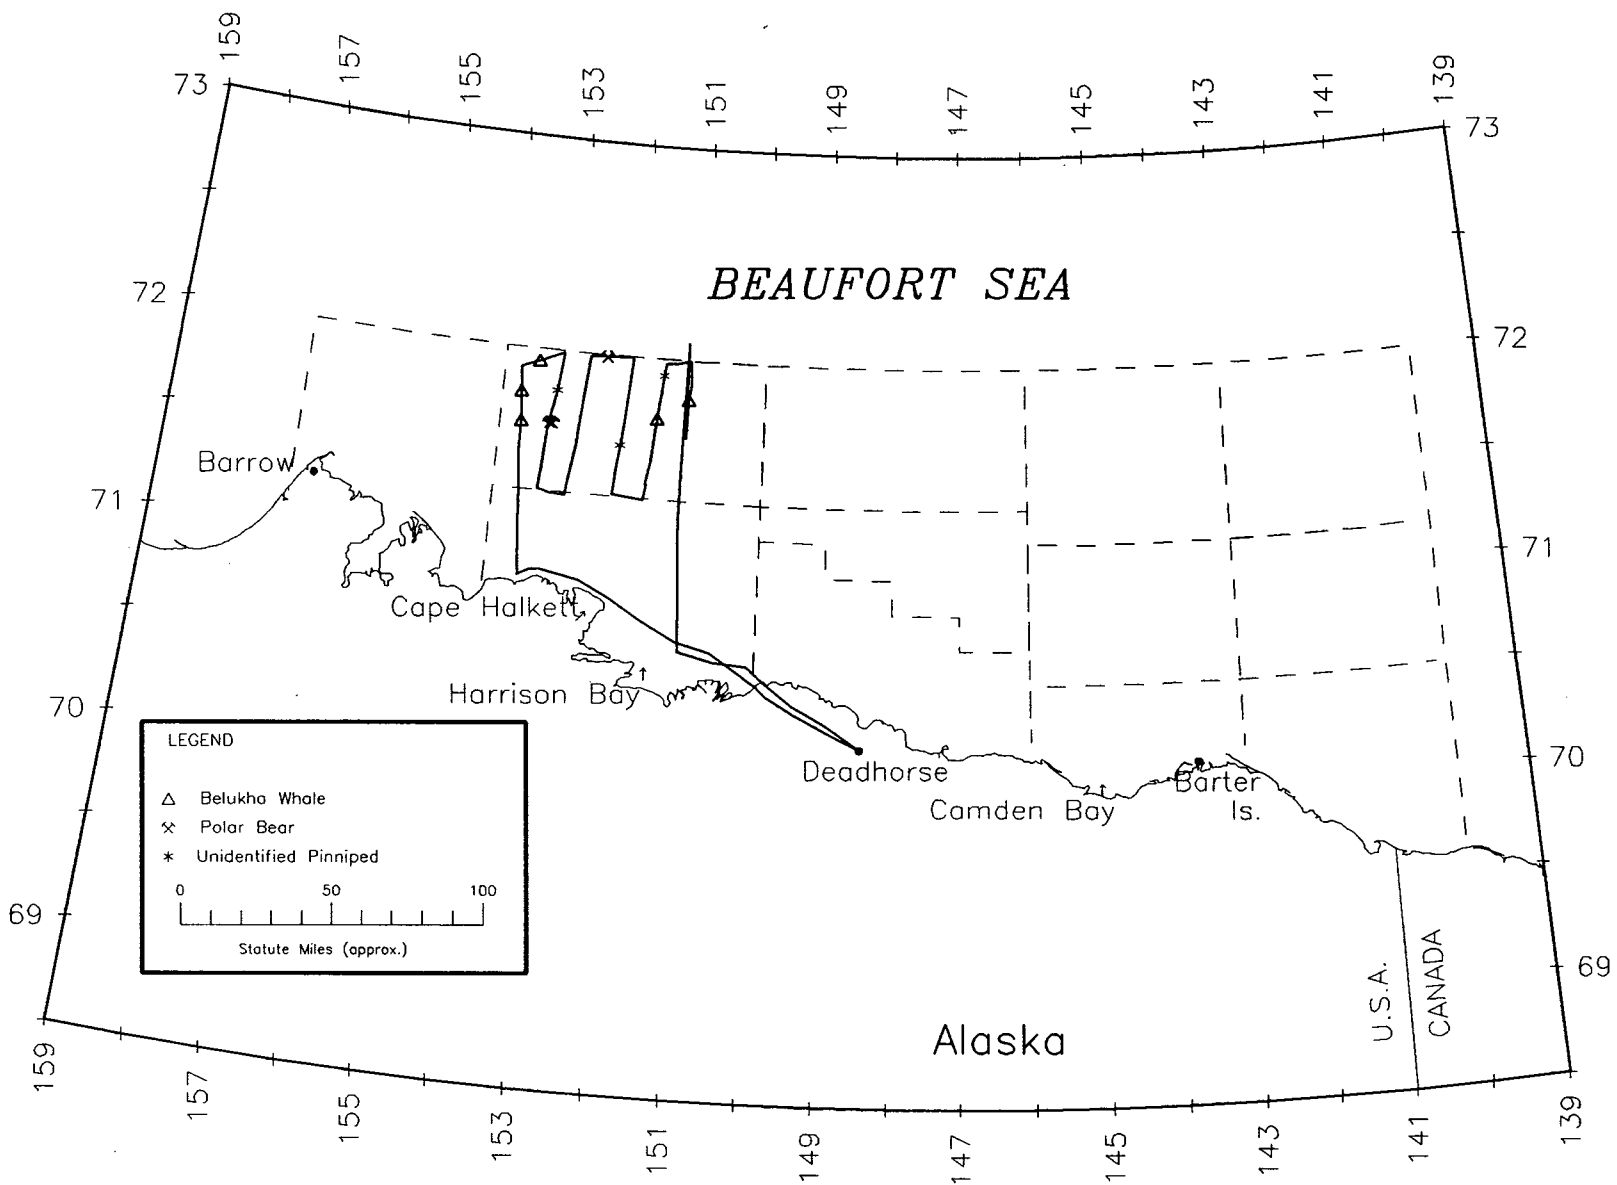 159
157
155
153
151
149
147
145
143
141
139
73
73
BEAUFORT SEA
72
72
Barrow
71
71
Cape Halkett
Harrison Bay
70
70
Deadhorse
Camden Bay
Barter
Is.
LEGEND
Belukha Whale
Polar Bear
Unidentified Pinniped
0 50 100
Statute Miles (approx.)
69
69
U.S.A.
CANADA
Alaska
159
157
155
153
151
149
147
145
143
141
139